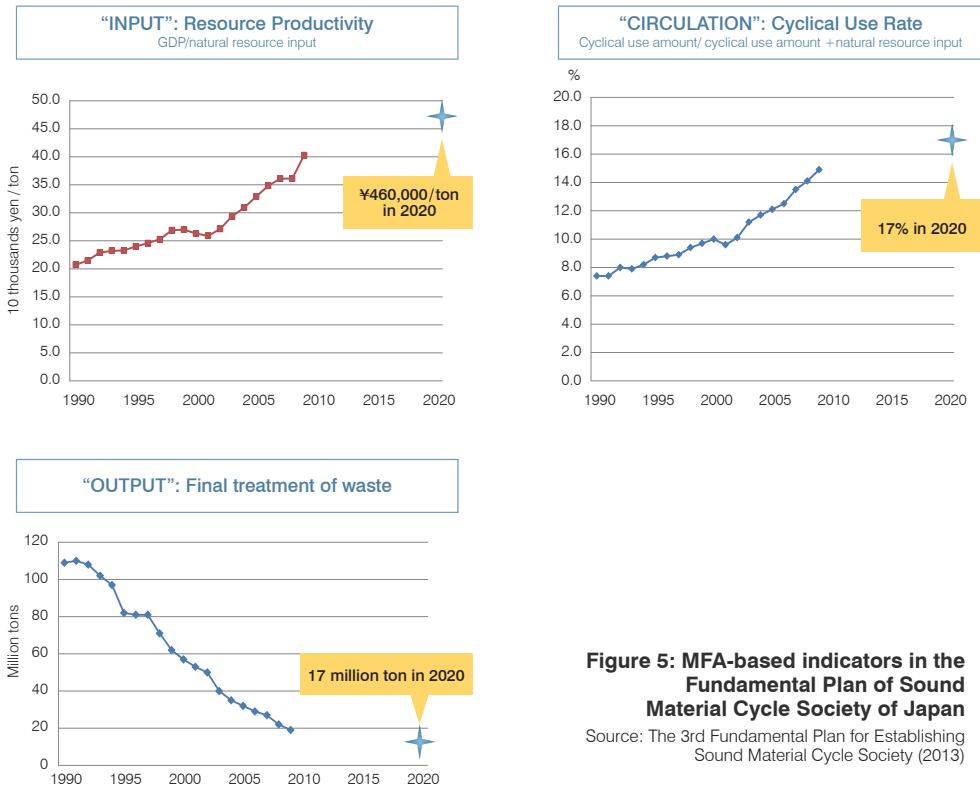 “INPUT”: Resource Productivity
GDP/natural resource input
50.0
45.0
40.0
35.0
30.0
25.0
20.0
15.0
10.0
5.0
0.0
10 thousands yen / ton
¥460,000/ton
in 2020
1990 1995 2000 2005 2010 2015 2020
“CIRCULATION”: Cyclical Use Rate
Cyclical use amount/ cyclical use amount +natural resource input
%
20.0
18.0
16.0
14.0
12.0
10.0
8.0
6.0
4.0
2.0
0.0
17% in 2020
1990 1995 2000 2005 2010 2015 2020
“OUTPUT”: Final treatment of waste
120
100
80
60
40
20
0
Million tons
17 million ton in 2020
1990 1995 2000 2005 2010 2015 2020
Figure 5: MFA-based indicators in the
Fundamental Plan of Sound
Material Cycle Society of Japan
Source: The 3rd Fundamental Plan for Establishing
Sound Material Cycle Society (2013)